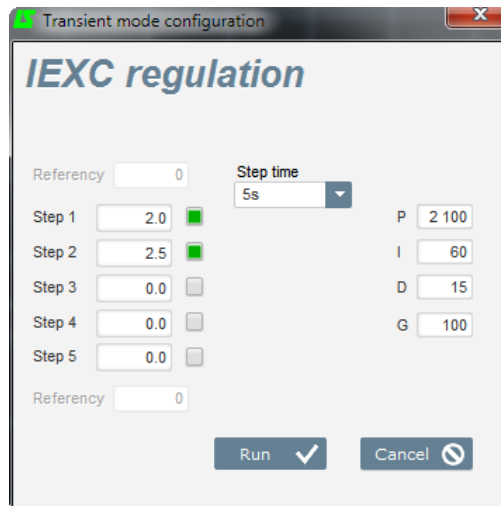 Transient mode configuration
IEXC regulation
Referency 0
Step time
5s
Step 1 2.0
Step 2 2.5
Step 3 0.0
Step 4 0.0
Step 5 0.0
P 2 100
I 60
D 15
G 100
Referency 0
Run
Cancel